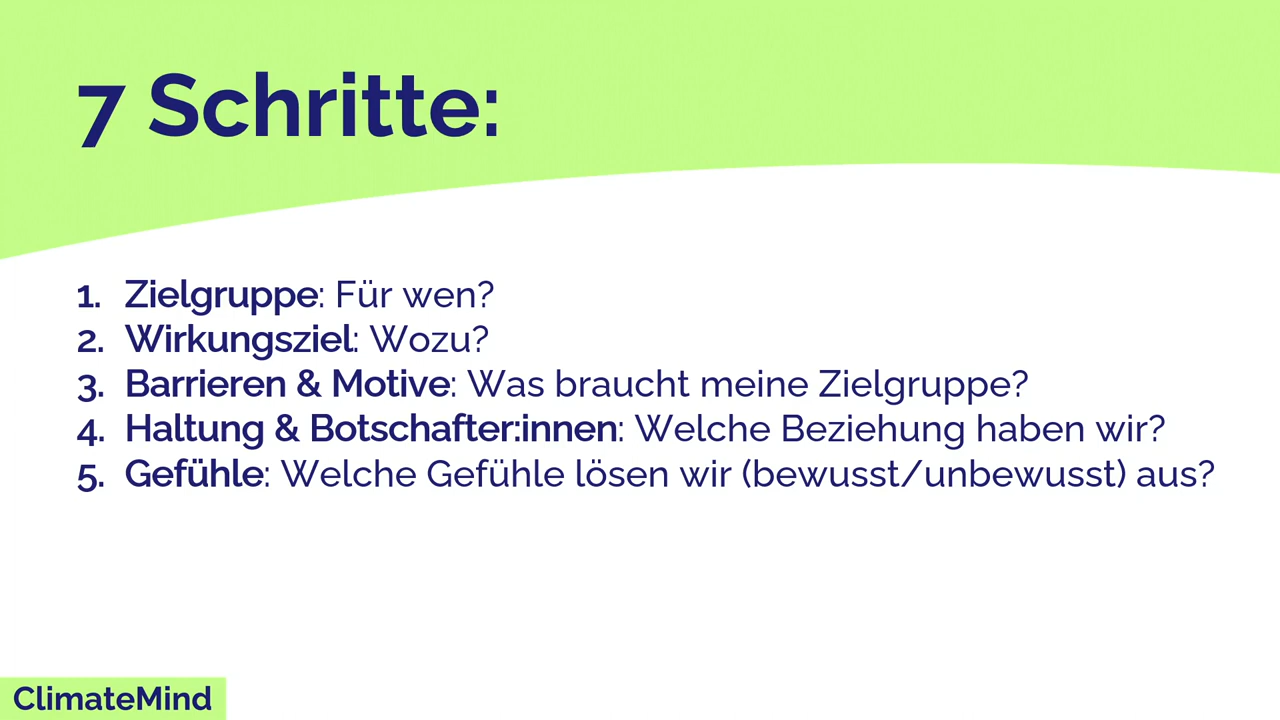 7 Schritte:
1. Zielgruppe: Für wen?
2. Wirkungsziel: Wozu?
3. Barrieren & Motive: Was braucht meine Zielgruppe?
4. Haltung & Botschafter:innen: Welche Beziehung haben wir?
5. Gefühle: Welche Gefühle lösen wir (bewusst/unbewusst) aus?
ClimateMind